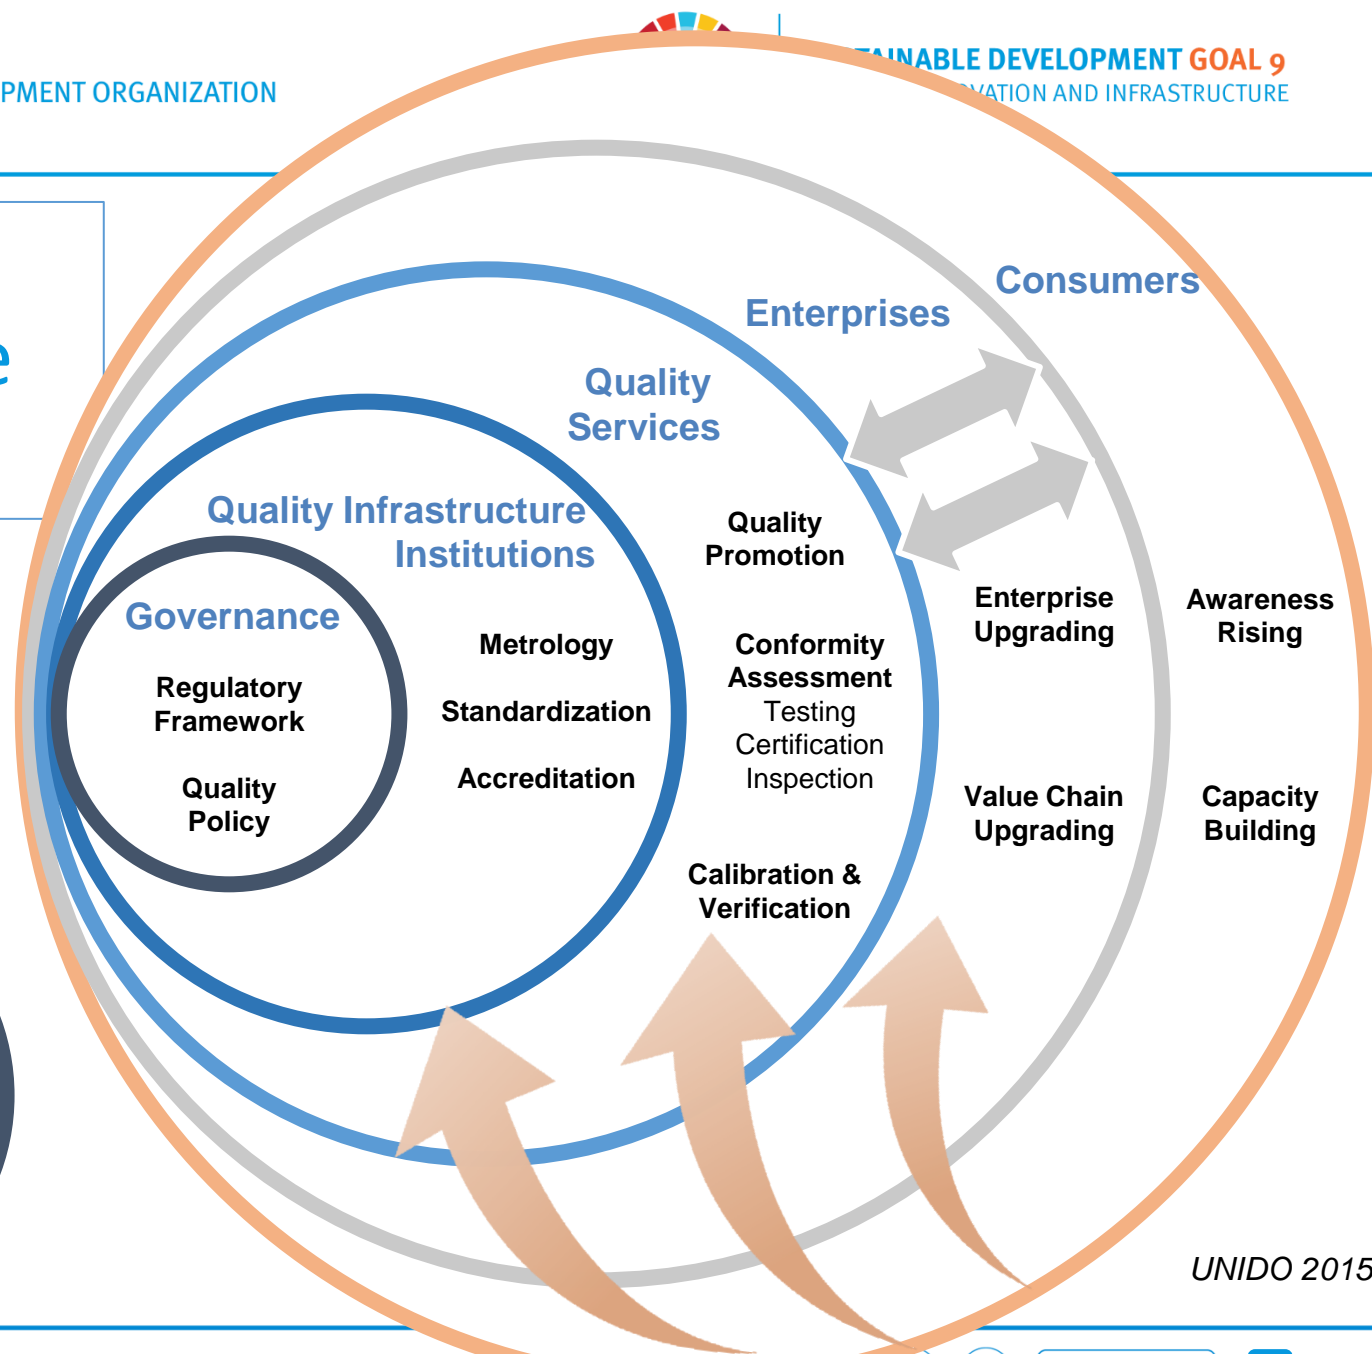 PMENT ORGANIZATION
TAINABLE DEVELOPMENT GOAL 9
VATION AND INFRASTRUCTURE
e
Consumers
Enterprises
Quality
Services
Quality Infrastructure
Institutions
Governance
Regulatory
Framework
Quality
Policy
Metrology
Standardization
Accreditation
Quality
Promotion
Conformity
Assessment
Testing
Certification
Inspection
Calibration &
Verification
Enterprise
Upgrading
Value Chain
Upgrading
Awareness
Rising
Capacity
Building
UNIDO 2015